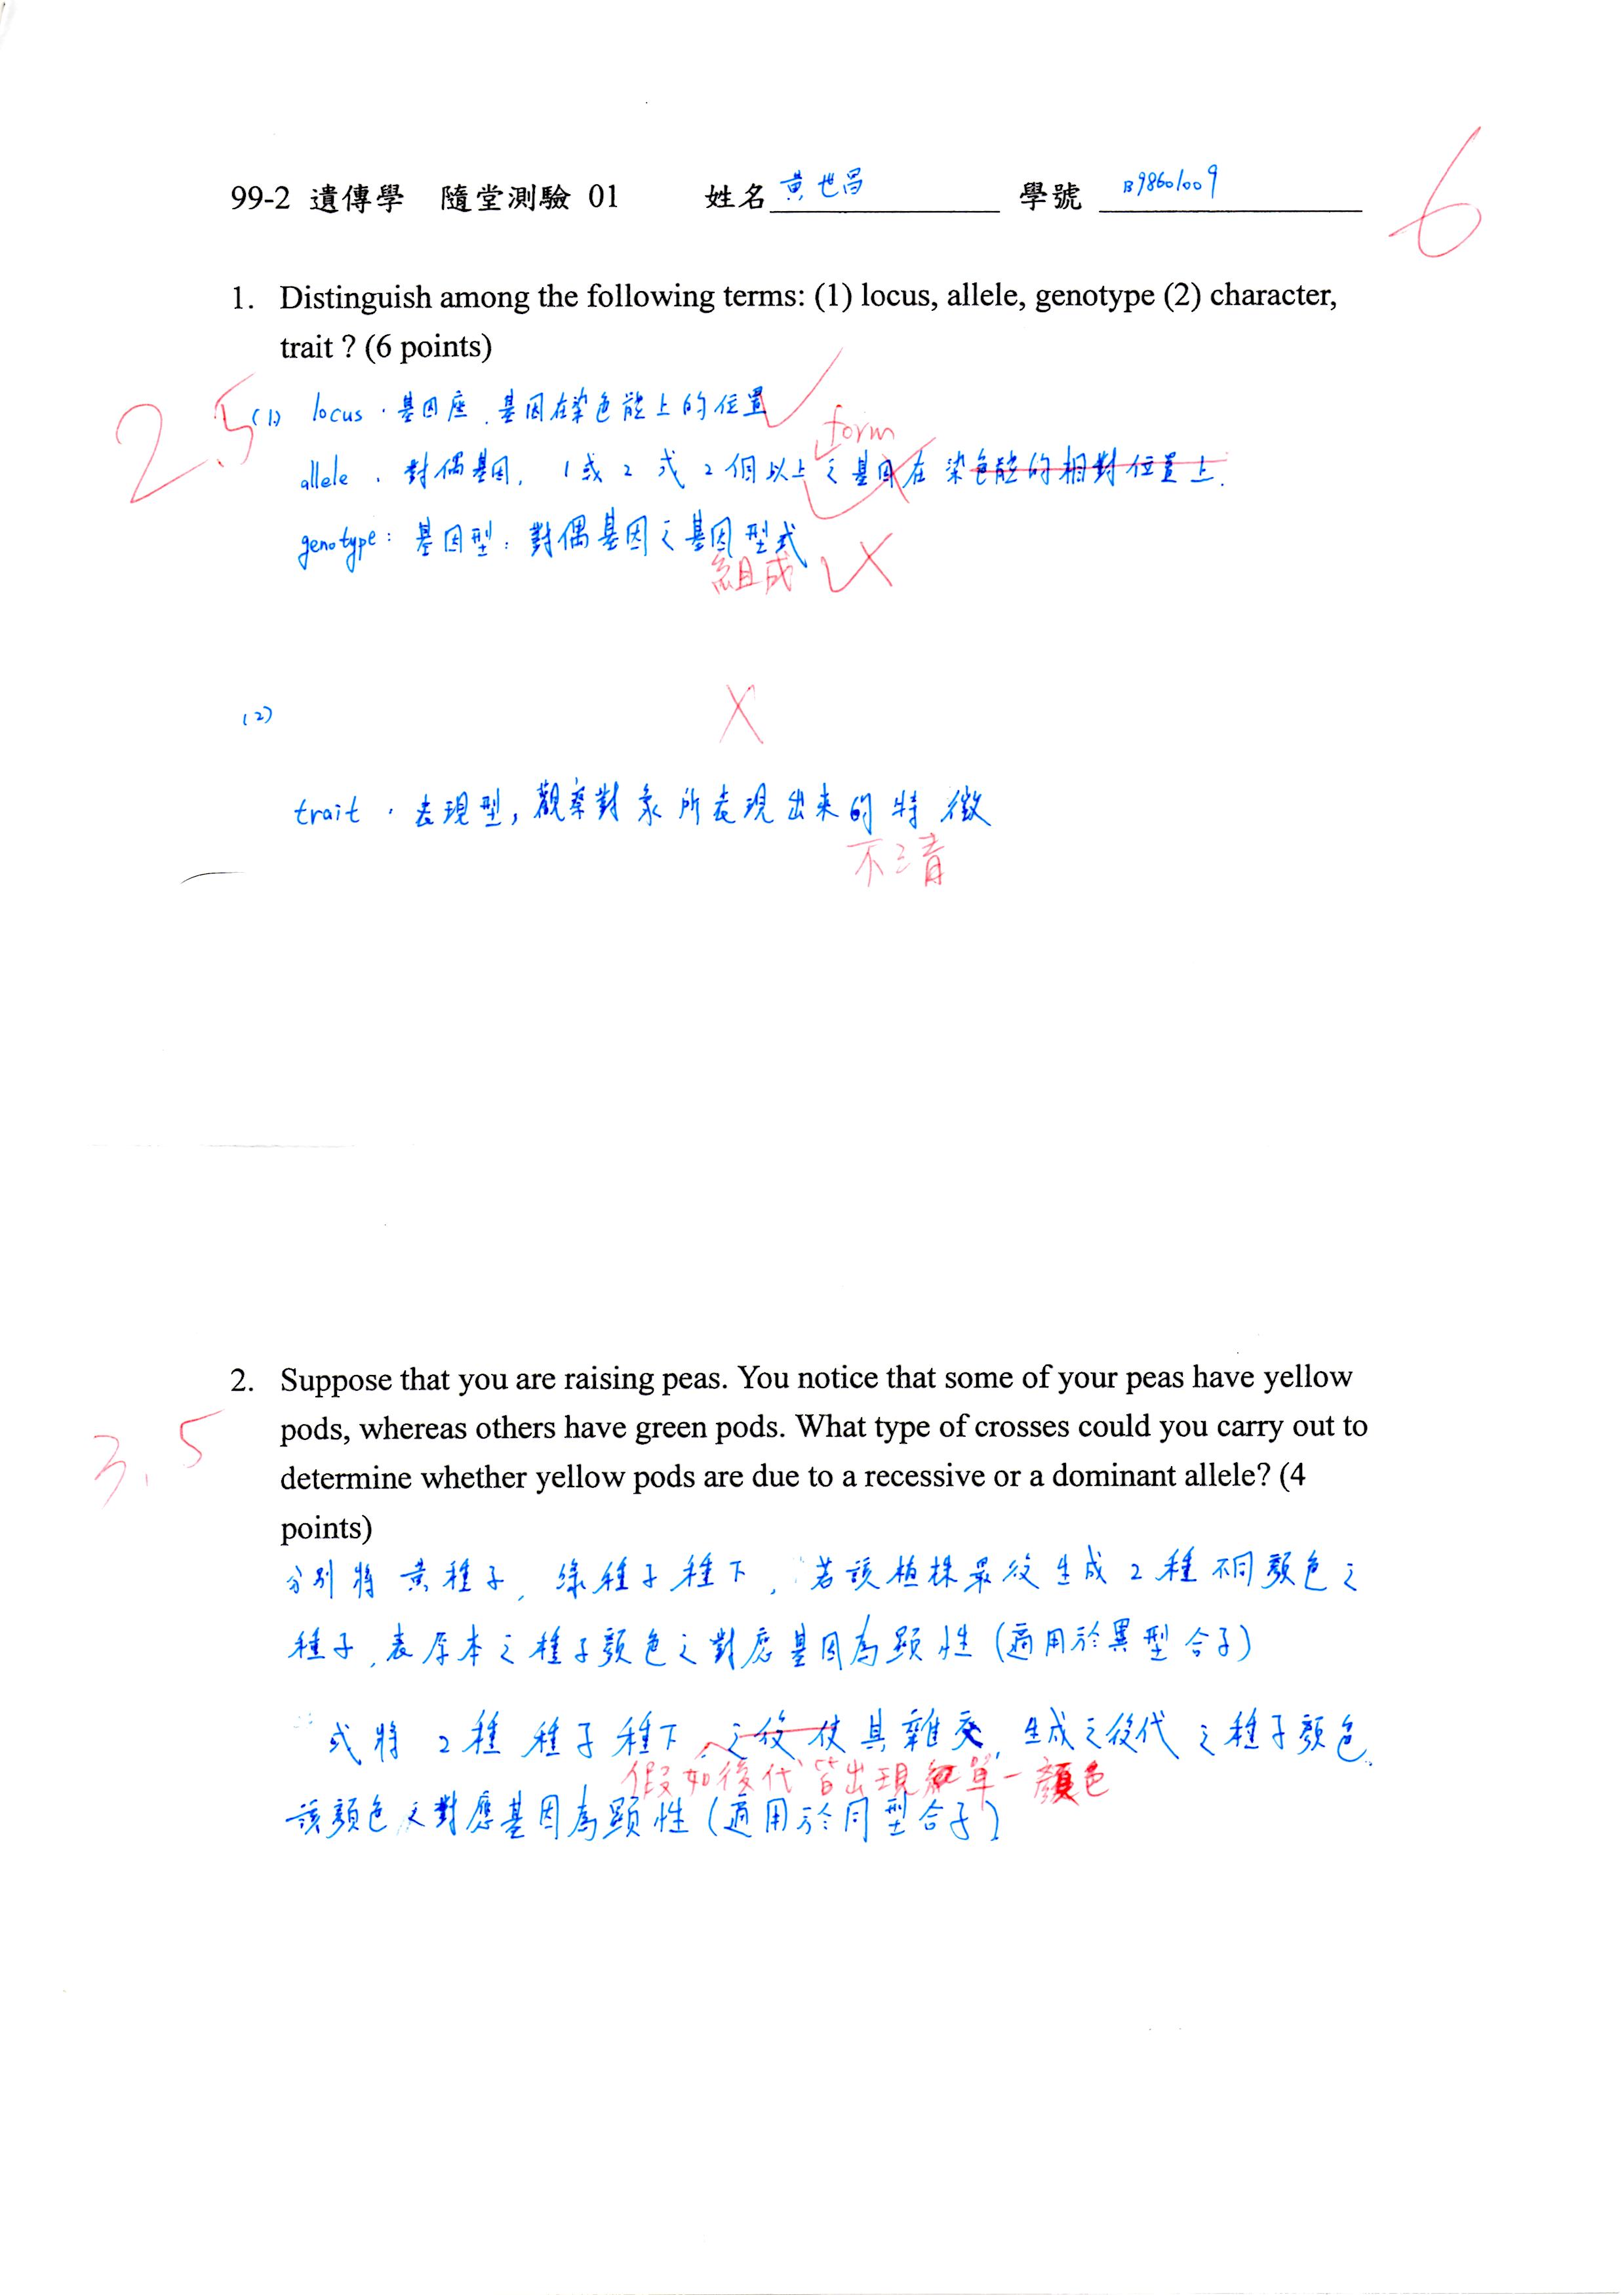 6
99-2 遺傳學 隨堂測驗 01 姓名 黃世昌 學號 B98601009
1. Distinguish among the following terms: (1) locus, allele, genotype (2) character,
trait ? (6 points)
2.5
(1) locus . 基因座 . 基因在染色體上的位置
form
allele . 對偶基因, 1或2 或 2個以上之基因在染色體的相對位置上.
genotype: 基因型: 對偶基因之基因型式
組成
(2)
trait . 表現型, 觀察對象所表現出來的特徵
不清
2. Suppose that you are raising peas. You notice that some of your peas have yellow
pods, whereas others have green pods. What type of crosses could you carry out to
3.5
determine whether yellow pods are due to a recessive or a dominant allele? (4
points)
分別將黃種子, 綠種子種下, 若該植株最後生成2種不同顏色之
種子, 表原本之種子顏色之對應基因為顯性(適用於異型合子)
或將2種種子種下, 之後使其雜交, 生成之後代之種子顏色.
假如後代皆出現 單一顏色
該顏色之對應基因為顯性(適用於同型合子)